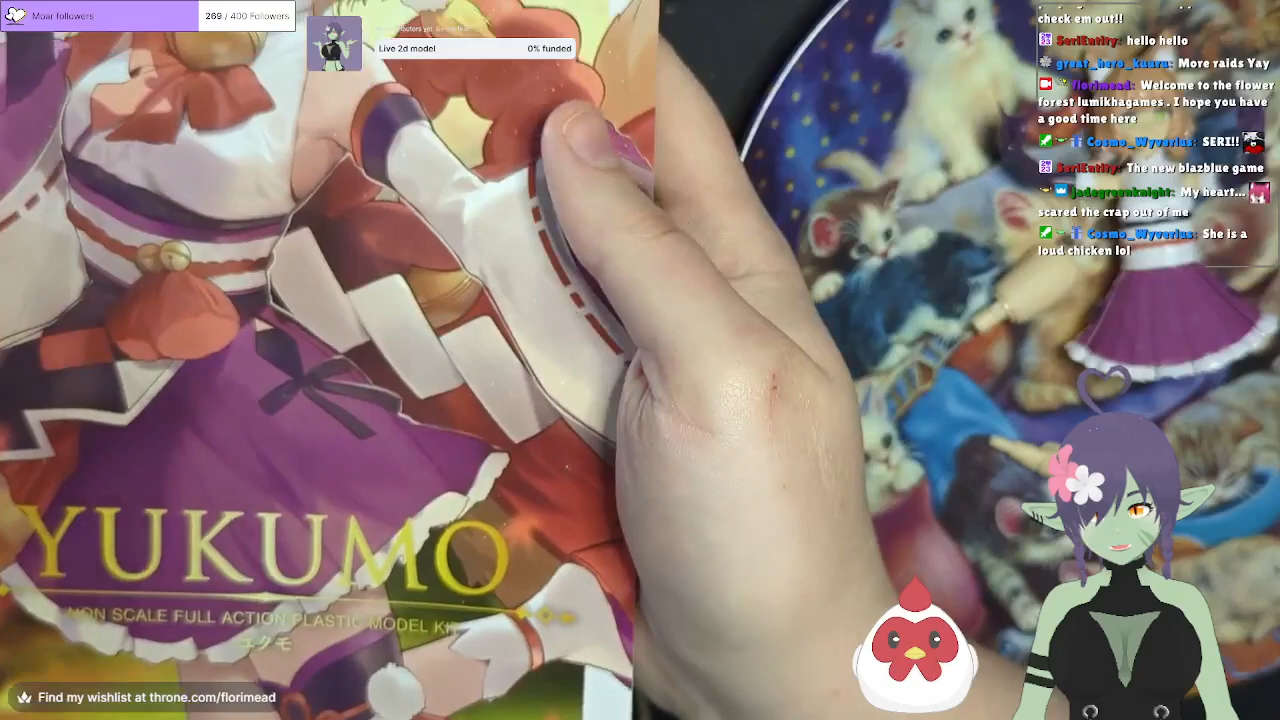 Moar followers
269 / 400 Followers
Live 2d model
0% funded
check em out!!
SeriEntity: hello hello
great_hero_kuuru: More raids Yay
florimead: Welcome to the flower
forest lumikhagames . I hope you have
a good time here
Cosmo_Wyverius: SERI!!
SeriEntity: The new blazblue game
jadegreenknight: My heart...
scared the crap out of me
Cosmo_Wyverius: She is a
loud chicken lol
YUKUMO
NON SCALE FULL ACTION PLASTIC MODEL KIT
ユクモ
Find my wishlist at throne.com/florimead